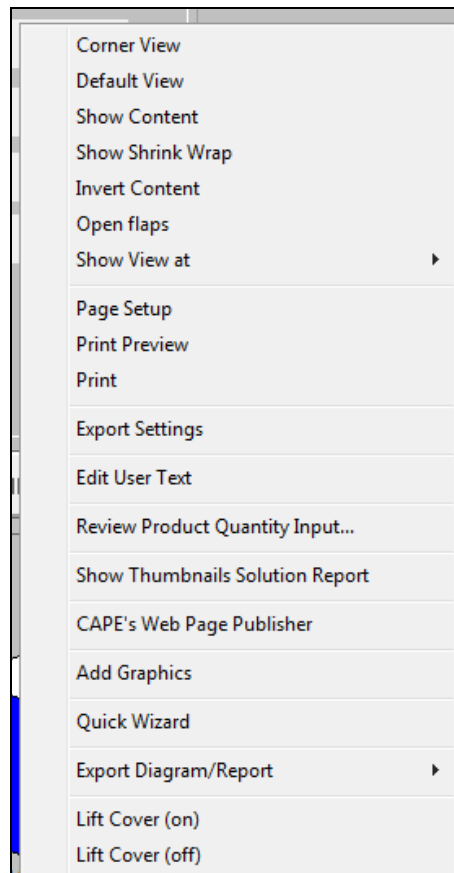 Corner View
Default View
Show Content
Show Shrink Wrap
Invert Content
Open flaps
Show View at
Page Setup
Print Preview
Print
Export Settings
Edit User Text
Review Product Quantity Input...
Show Thumbnails Solution Report
CAPE's Web Page Publisher
Add Graphics
Quick Wizard
Export Diagram/Report
Lift Cover (on)
Lift Cover (off)